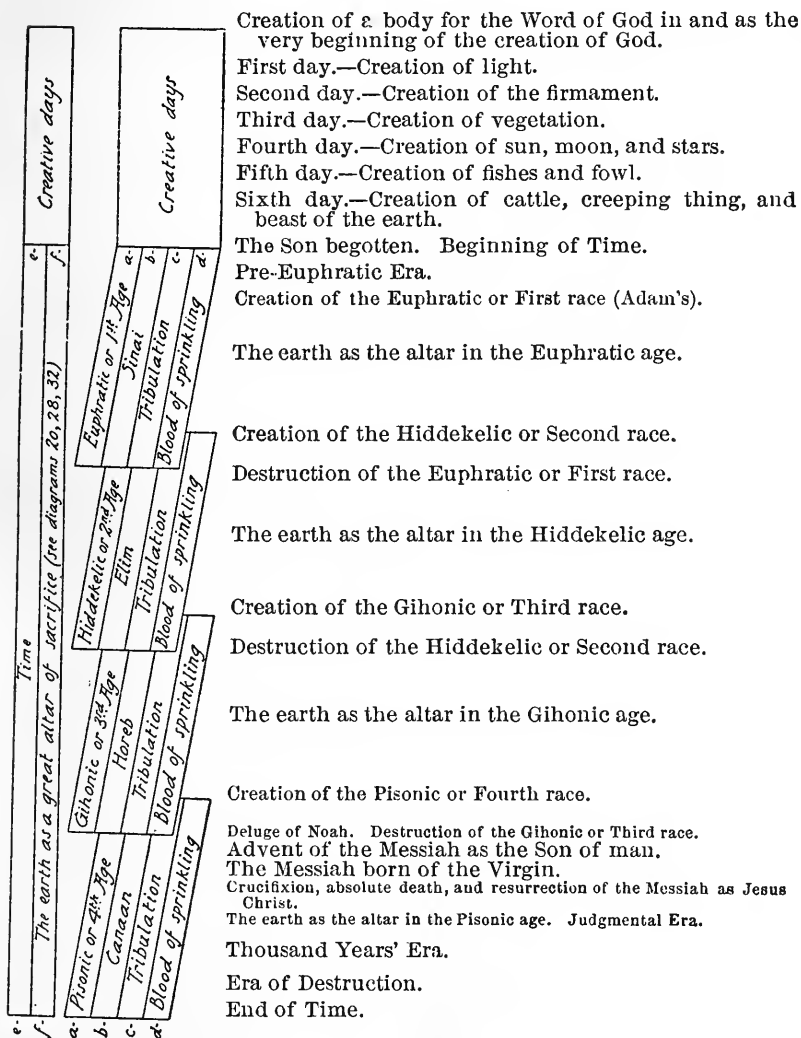 Creation of a body for the Word of God in and as the
very beginning of the creation of God.
First day.—Creation of light.
Second day.—Creation of the firmament.
Third day.—Creation of vegetation.
Fourth day.—Creation of sun, moon, and stars.
Fifth day.—Creation of fishes and fowl.
Sixth day.—Creation of cattle, creeping thing, and
beast of the earth.
The Son begotten. Beginning of Time.
Pre-Euphratic Era.
Creation of the Euphratic or First race (Adam's).
The earth as the altar in the Euphratic age.
Creation of the Hiddekelic or Second race.
Destruction of the Euphratic or First race.
The earth as the altar in the Hiddekelic age.
Creation of the Gihonic or Third race.
Destruction of the Hiddekelic or Second race.
The earth as the altar in the Gihonic age.
Creation of the Pisonic or Fourth race.
Deluge of Noah. Destruction of the Gihonic or Third race.
Advent of the Messiah as the Son of man.
The Messiah born of the Virgin.
Crucifixion, absolute death, and resurrection of the Messiah as Jesus
Christ.
The earth as the altar in the Pisonic age. Judgmental Era.
Thousand Years' Era.
Era of Destruction.
End of Time.
Creative days
Creative days
e-
f-
a-
b-
c-
d-
Time
The earth as a great altar of sacrifice (see diagrams 20, 28, 32)
Euphratic or 1st Age
Sinai
Tribulation
Blood of sprinkling
Hiddekelic or 2nd Age
Elim
Tribulation
Blood of sprinkling
Gihonic or 3rd Age
Horeb
Tribulation
Blood of sprinkling
Pisonic or 4th Age
Canaan
Tribulation
Blood of sprinkling
e-
f-
a-
b-
c-
d-